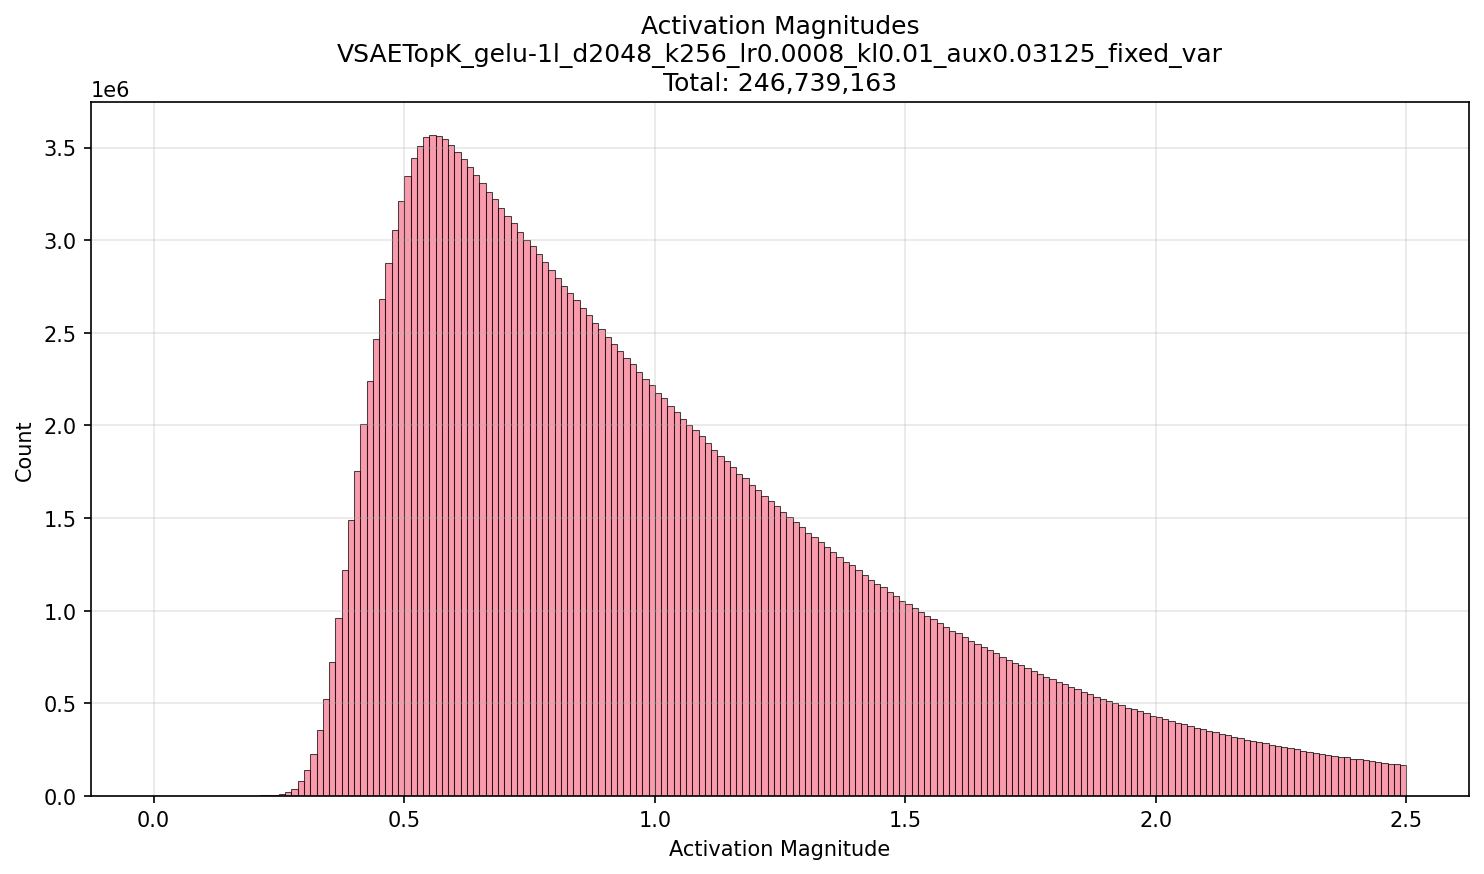 Activation Magnitudes
VSAETopK_gelu-1l_d2048_k256_lr0.0008_kl0.01_aux0.03125_fixed_var
Total: 246,739,163
1e6
3.5
3.0
2.5
2.0
1.5
1.0
0.5
0.0
Count
0.0 0.5 1.0 1.5 2.0 2.5
Activation Magnitude